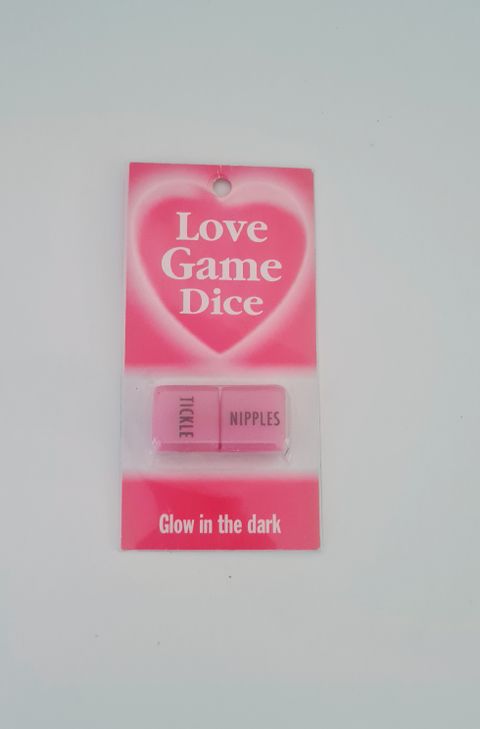 Love
Game
Dice
TICKLE
NIPPLES
Glow in the dark